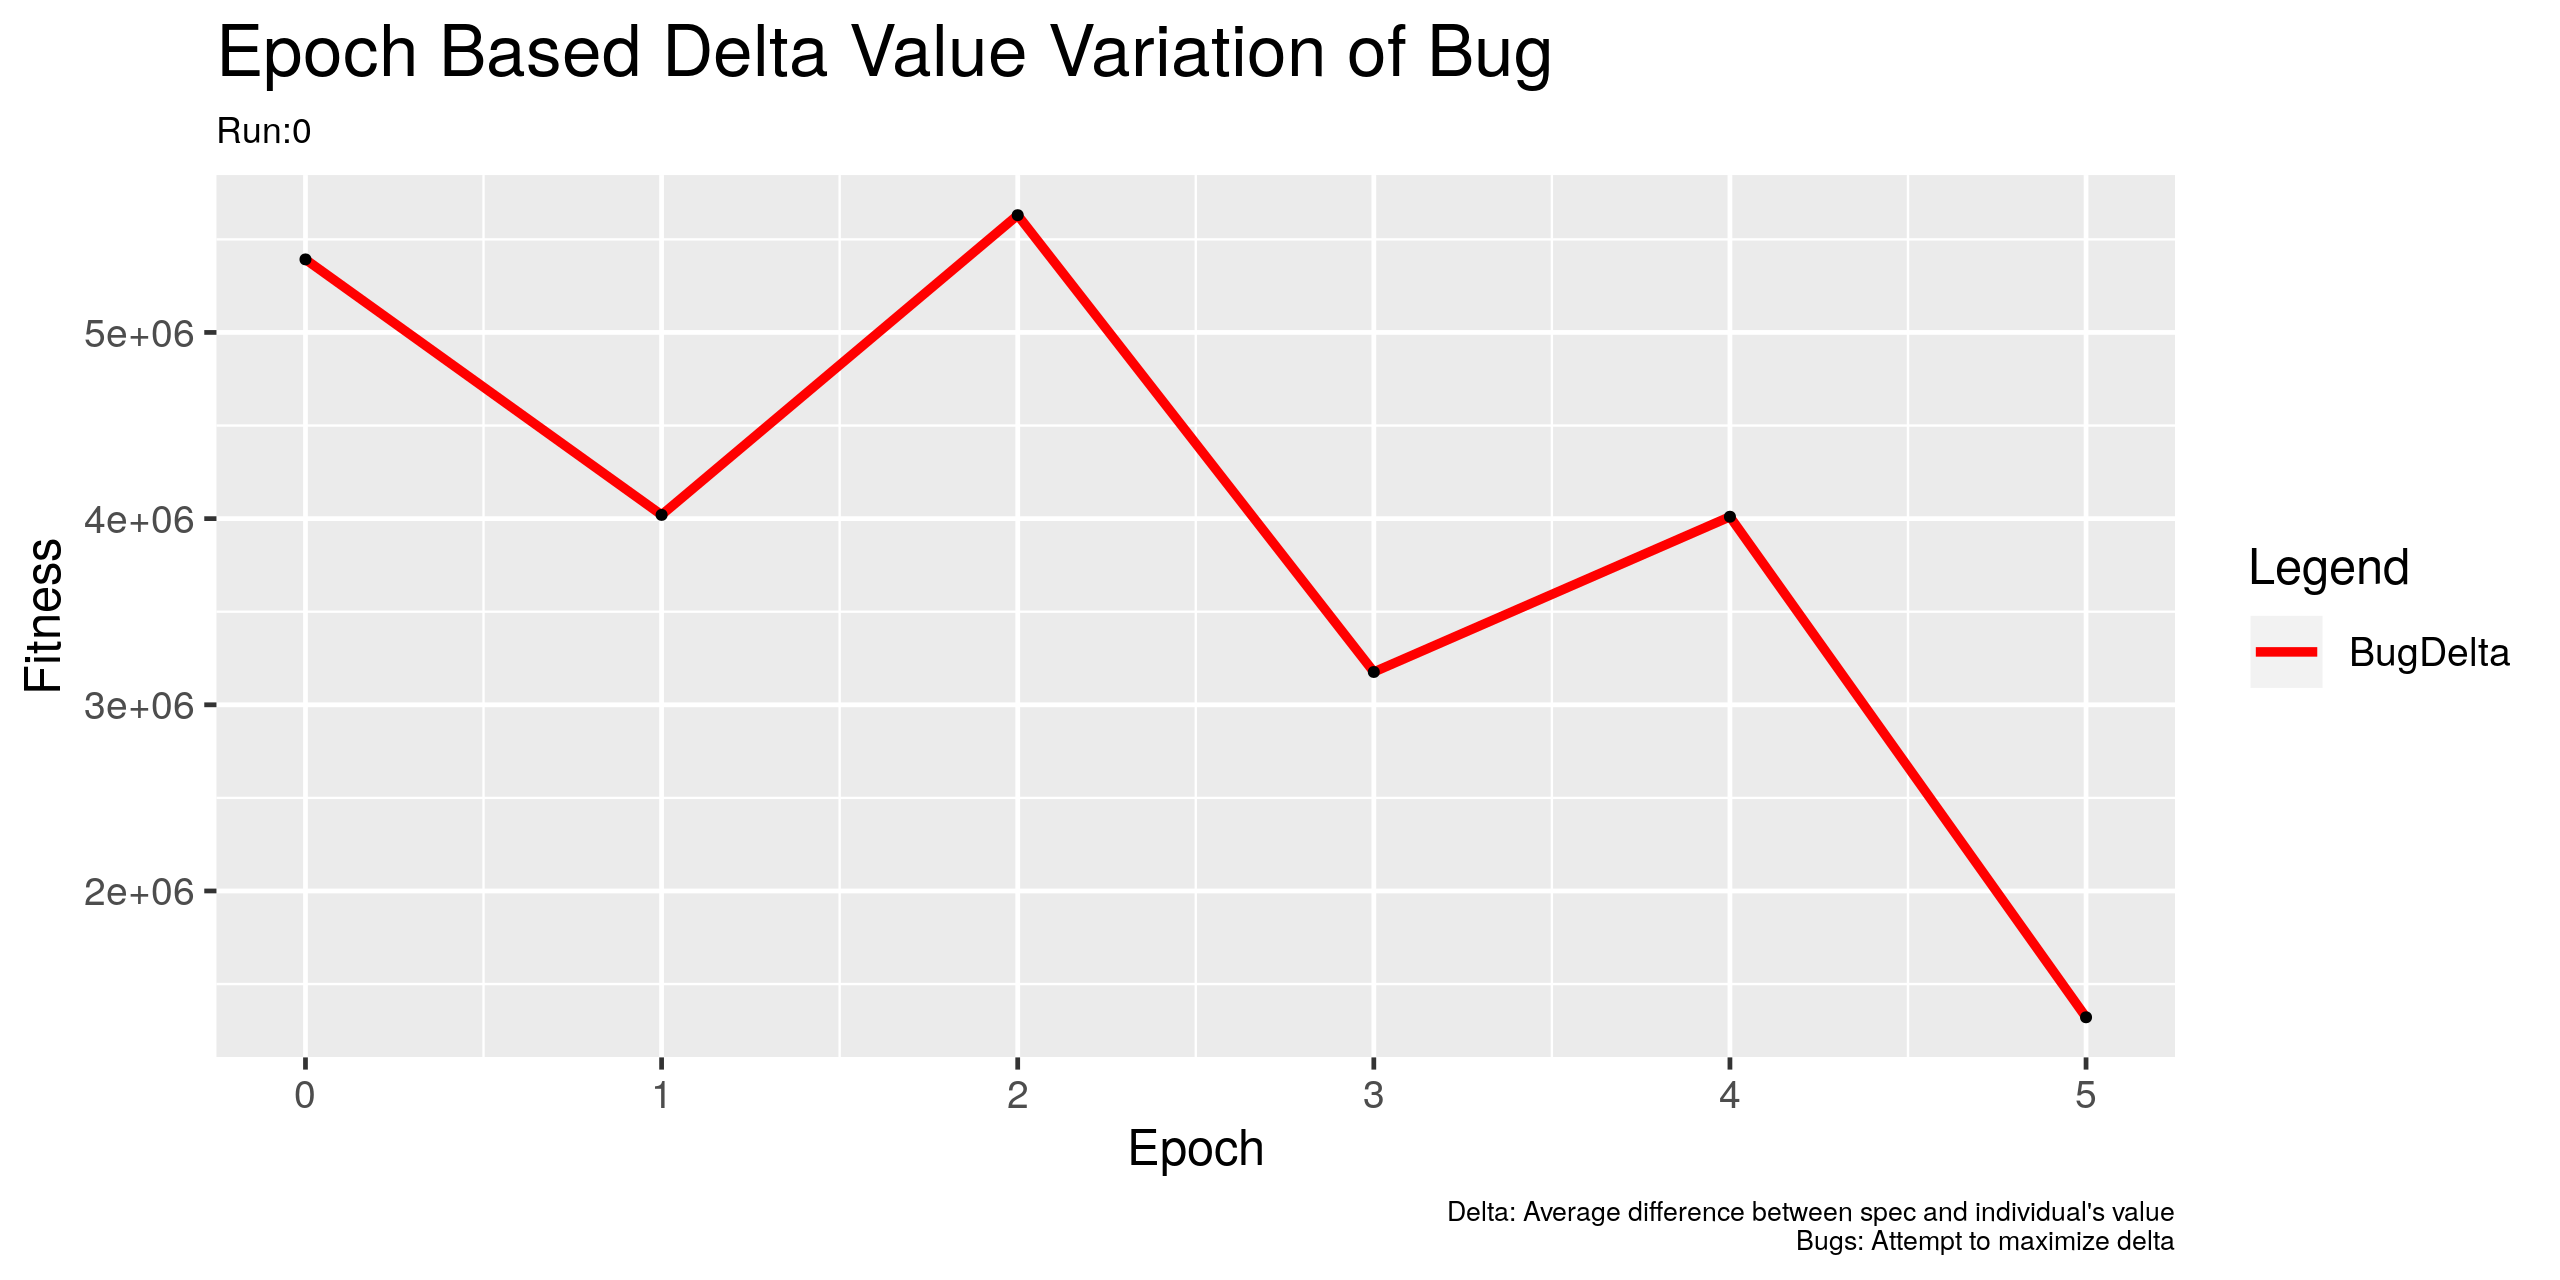 Epoch Based Delta Value Variation of Bug
Run:0
Fitness
5e+06
4e+06
3e+06
2e+06
0 1 2 3 4 5
Epoch
Legend
BugDelta
Delta: Average difference between spec and individual's value
Bugs: Attempt to maximize delta